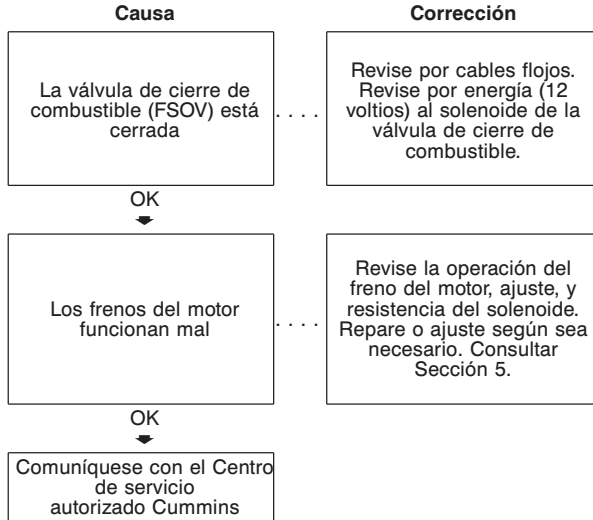 Causa
Corrección
La válvula de cierre de
combustible (FSOV) está
cerrada
. . . .
Revise por cables flojos.
Revise por energía (12
voltios) al solenoide de la
válvula de cierre de
combustible.
OK
Los frenos del motor
funcionan mal
. . . .
Revise la operación del
freno del motor, ajuste, y
resistencia del solenoide.
Repare o ajuste según sea
necesario. Consultar
Sección 5.
OK
Comuníquese con el Centro
de servicio
autorizado Cummins